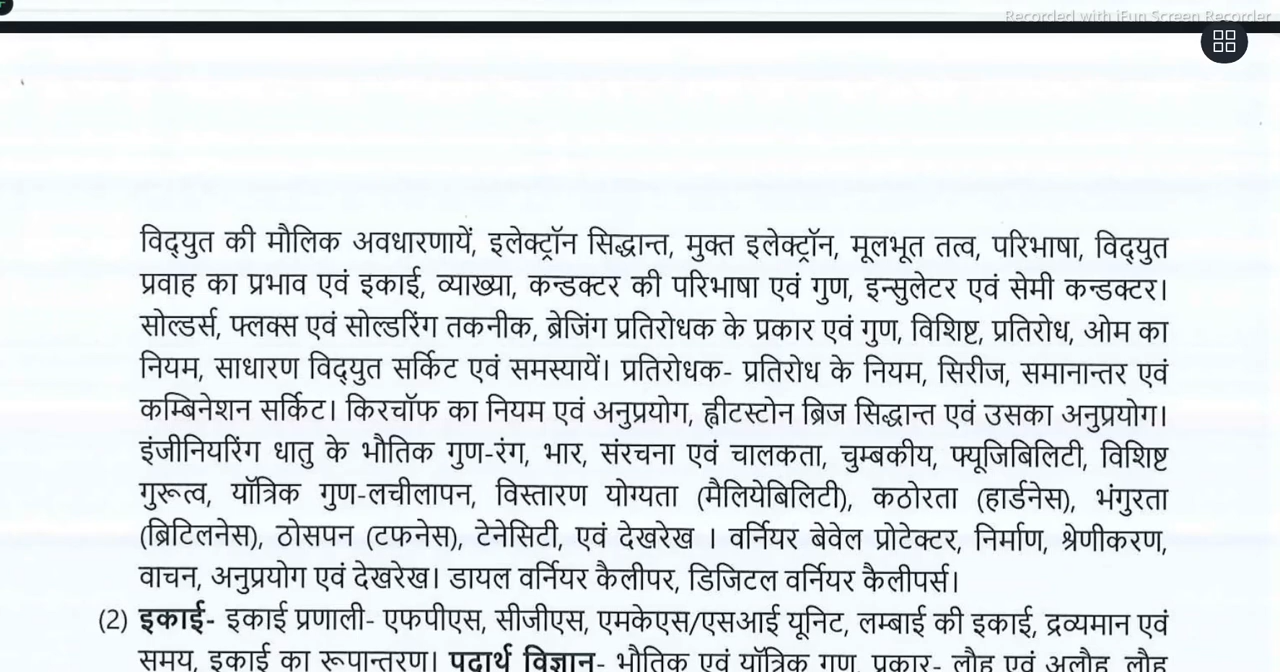 Recorded with iFun Screen Recorder
विद्युत की मौलिक अवधारणायें, इलेक्ट्रॉन सिद्धान्त, मुक्त इलेक्ट्रॉन, मूलभूत तत्व, परिभाषा, विद्युत
प्रवाह का प्रभाव एवं इकाई, व्याख्या, कन्डक्टर की परिभाषा एवं गुण, इन्सुलेटर एवं सेमी कन्डक्टर।
सोल्डर्स, फ्लक्स एवं सोल्डरिंग तकनीक, ब्रेजिंग प्रतिरोधक के प्रकार एवं गुण, विशिष्ट, प्रतिरोध, ओम का
नियम, साधारण विद्युत सर्किट एवं समस्यायें। प्रतिरोधक- प्रतिरोध के नियम, सिरीज, समानान्तर एवं
कम्बिनेशन सर्किट। किरचॉफ का नियम एवं अनुप्रयोग, ह्वीटस्टोन ब्रिज सिद्धान्त एवं उसका अनुप्रयोग।
इंजीनियरिंग धातु के भौतिक गुण-रंग, भार, संरचना एवं चालकता, चुम्बकीय, फ्यूजिबिलिटी, विशिष्ट
गुरूत्व, यॉत्रिक गुण-लचीलापन, विस्तारण योग्यता (मैलियेबिलिटी), कठोरता (हार्डनेस), भंगुरता
(ब्रिटिलनेस), ठोसपन (टफनेस), टेनेसिटी, एवं देखरेख । वर्नियर बेवेल प्रोटेक्टर, निर्माण, श्रेणीकरण,
वाचन, अनुप्रयोग एवं देखरेख। डायल वर्नियर कैलीपर, डिजिटल वर्नियर कैलीपर्स।
(2) इकाई- इकाई प्रणाली- एफपीएस, सीजीएस, एमकेएस/एसआई यूनिट, लम्बाई की इकाई, द्रव्यमान एवं
समय, इकाई का रूपान्तरण। पदार्थ विज्ञान- भौतिक एवं यॉत्रिक गुण, प्रकार- लौह एवं अलौह, लौह